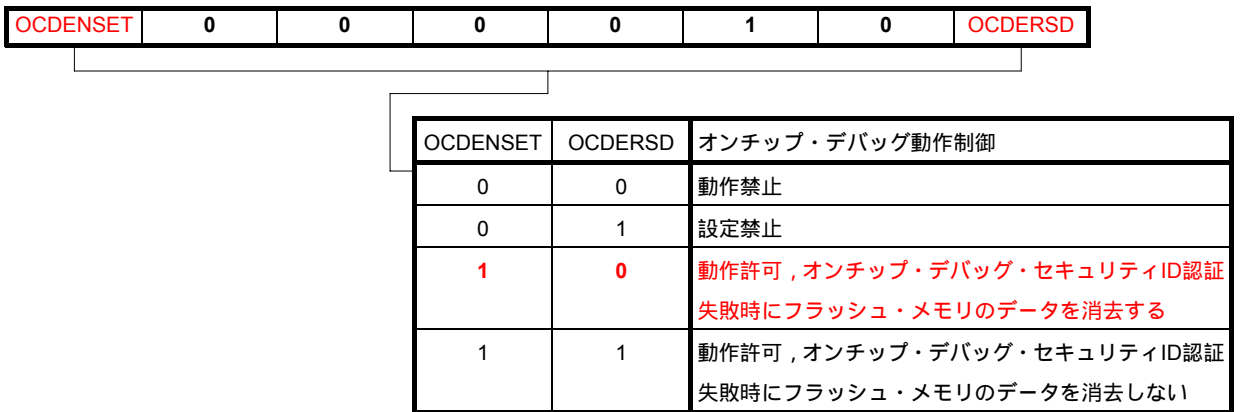 OCDENSET 0 0 0 0 1 0 OCDERSD
OCDENSET OCDERSD オンチップ・デバッグ動作制御
0 0 動作禁止
0 1 設定禁止
1 0 動作許可，オンチップ・デバッグ・セキュリティID認証
失敗時にフラッシュ・メモリのデータを消去する
1 1 動作許可，オンチップ・デバッグ・セキュリティID認証
失敗時にフラッシュ・メモリのデータを消去しない